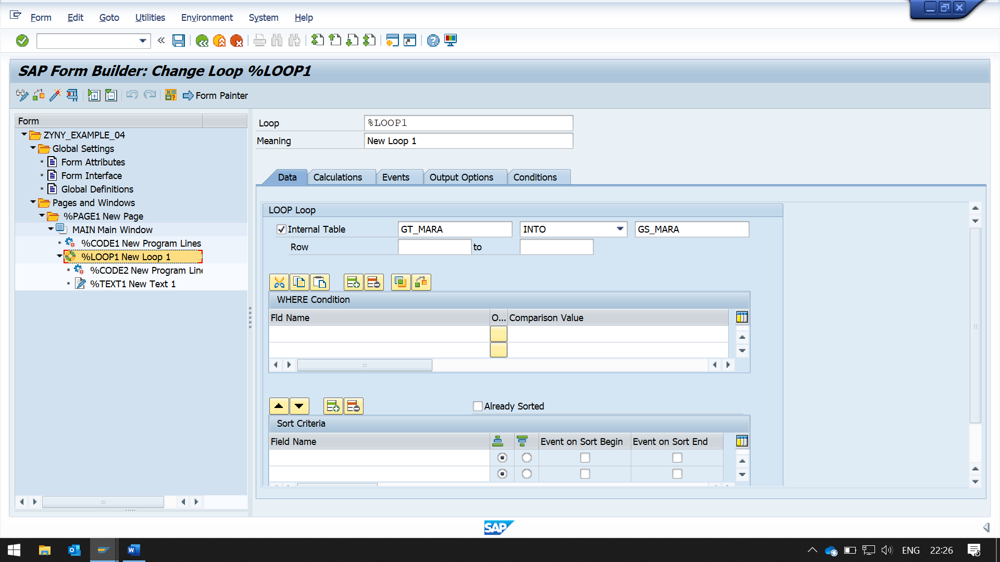 Form Edit Goto Utilities Environment System Help
SAP Form Builder: Change Loop %LOOP1
Form Painter
Form
ZYNY_EXAMPLE_04
Global Settings
Form Attributes
Form Interface
Global Definitions
Pages and Windows
%PAGE1 New Page
MAIN Main Window
%CODE1 New Program Lines
%LOOP1 New Loop 1
%CODE2 New Program Line
%TEXT1 New Text 1
Loop %LOOP1
Meaning New Loop 1
Data Calculations Events Output Options Conditions
LOOP Loop
Internal Table GT_MARA INTO GS_MARA
Row to
WHERE Condition
Fld Name O... Comparison Value
Already Sorted
Sort Criteria
Field Name Event on Sort Begin Event on Sort End
SAP
ENG 22:26